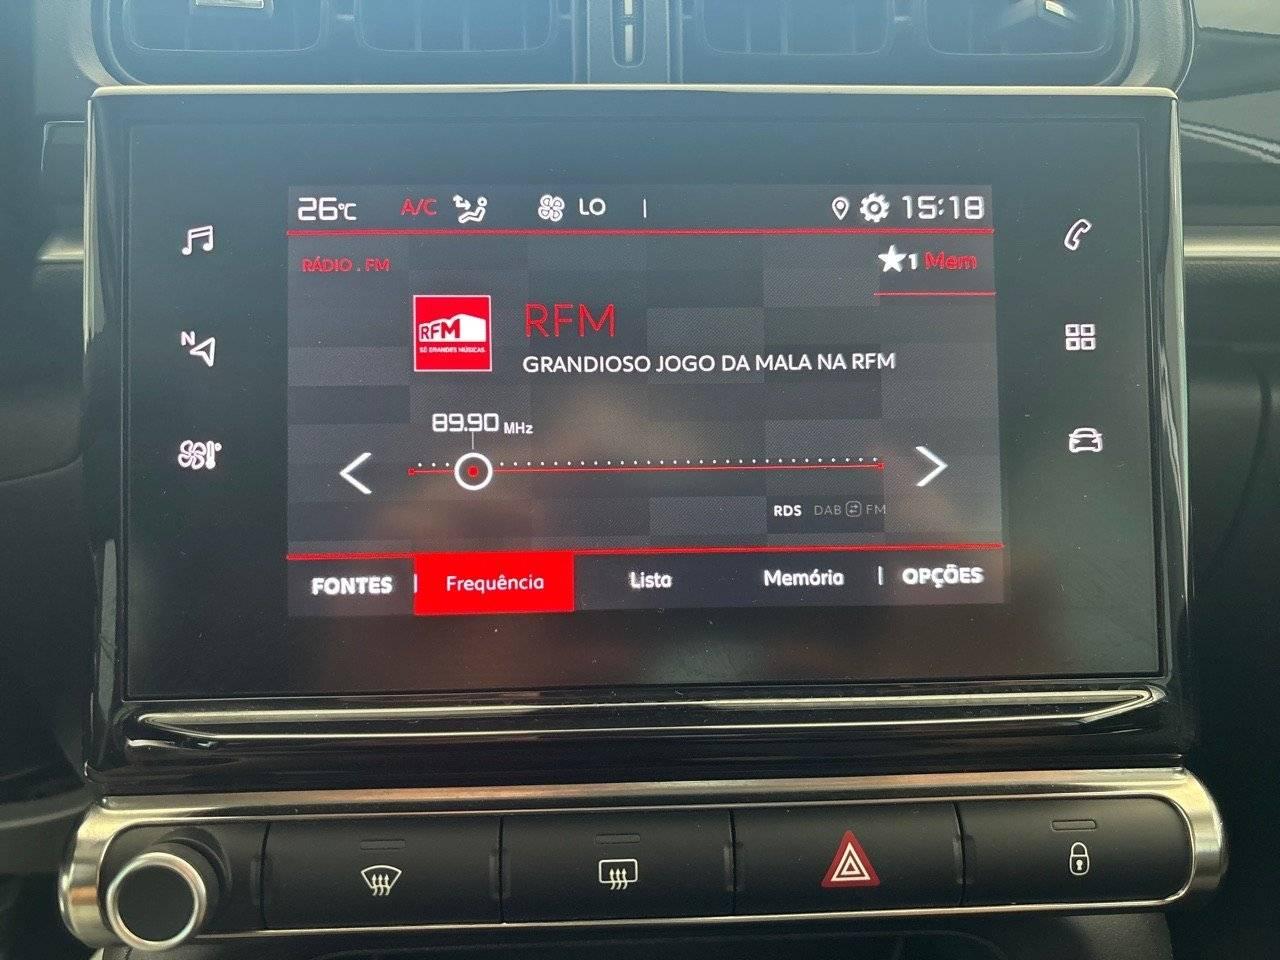 26°C A/C LO 15:18
RÁDIO . FM
1 Mem
RFM
SÓ GRANDES MÚSICAS
RFM
GRANDIOSO JOGO DA MALA NA RFM
89.90 MHz
N
RDS DAB FM
FONTES Frequência Lista Memória OPÇÕES